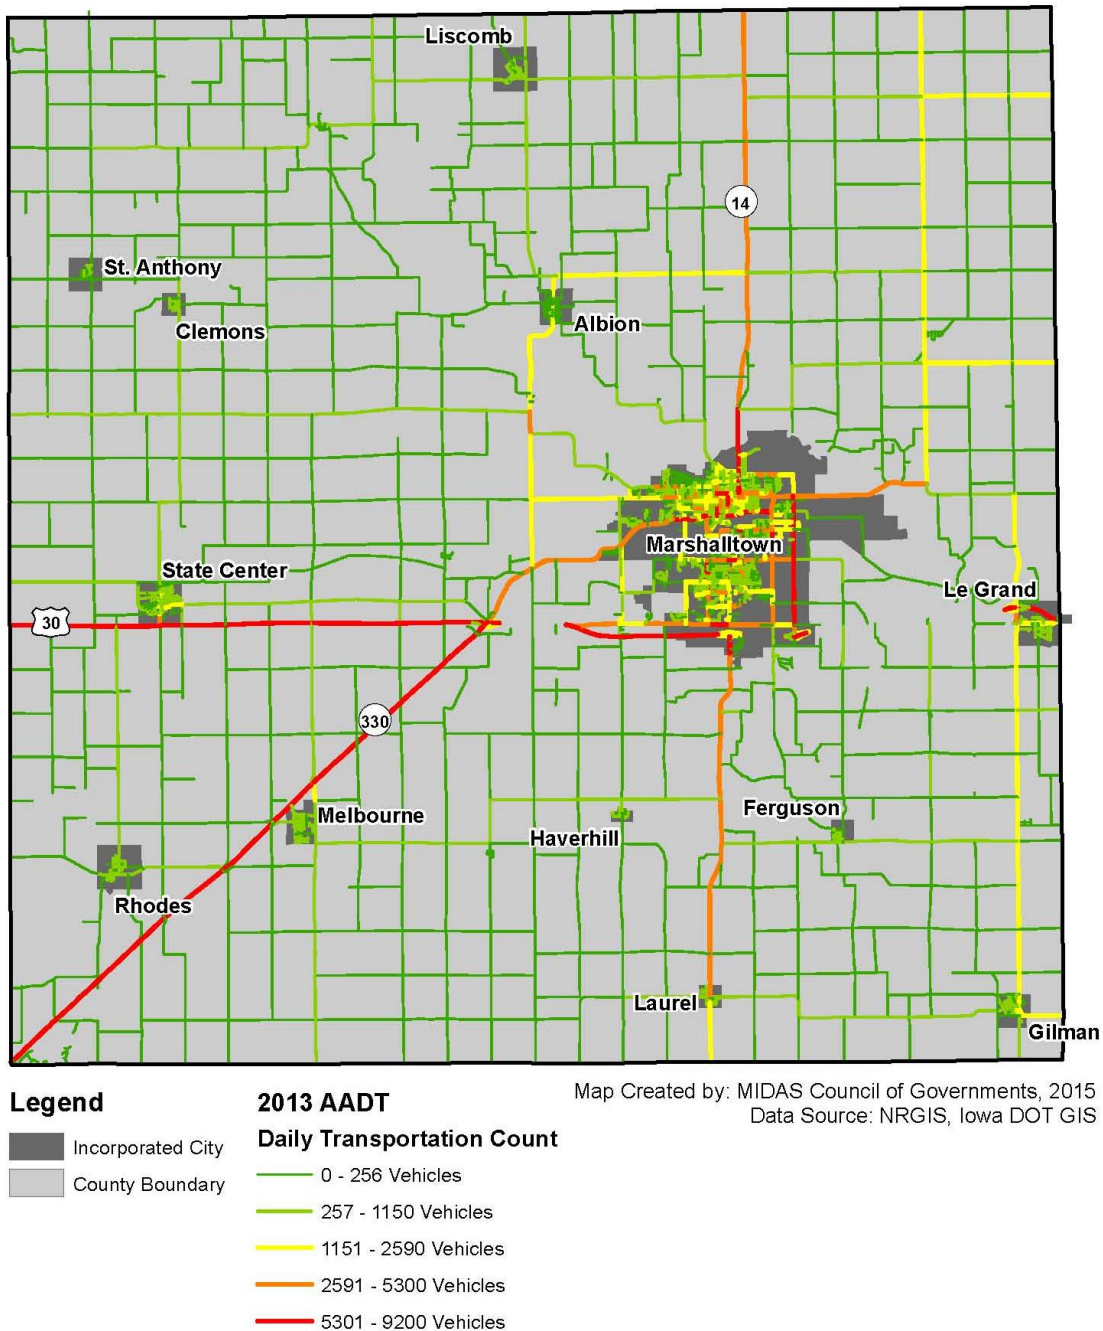 Liscomb
14
St. Anthony
Clemons
Albion
Marshalltown
State Center
Le Grand
30
330
Melbourne
Ferguson
Haverhill
Rhodes
Laurel
Gilman
Legend
Incorporated City
County Boundary
2013 AADT
Daily Transportation Count
0 - 256 Vehicles
257 - 1150 Vehicles
1151 - 2590 Vehicles
2591 - 5300 Vehicles
5301 - 9200 Vehicles
Map Created by: MIDAS Council of Governments, 2015
Data Source: NRGIS, Iowa DOT GIS